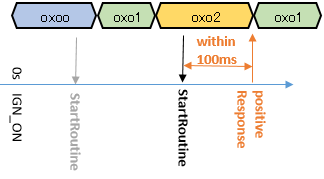 oxoo
oxo1
oxo2
oxo1
within
100ms
0s
IGN_ON
StartRoutine
StartRoutine
positive
Response